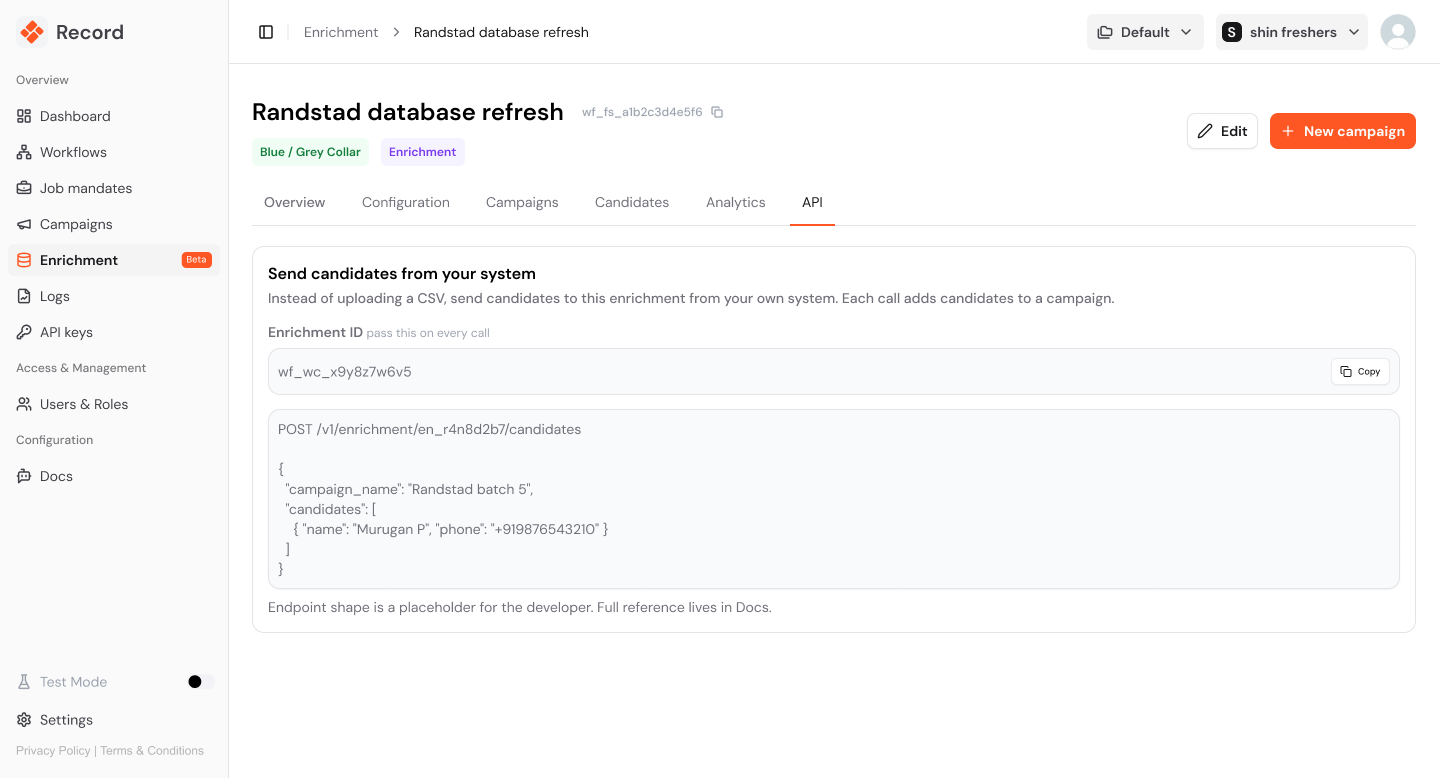 Record
Overview
Dashboard
Workflows
Job mandates
Campaigns
Enrichment Beta
Logs
API keys
Access & Management
Users & Roles
Configuration
Docs
Test Mode
Settings
Privacy Policy | Terms & Conditions
Enrichment > Randstad database refresh
Default
S shin freshers
Randstad database refresh wf_fs_a1b2c3d4e5f6
Blue / Grey Collar Enrichment
Edit
+ New campaign
Overview Configuration Campaigns Candidates Analytics API
Send candidates from your system
Instead of uploading a CSV, send candidates to this enrichment from your own system. Each call adds candidates to a campaign.
Enrichment ID pass this on every call
wf_wc_x9y8z7w6v5
Copy
POST /v1/enrichment/en_r4n8d2b7/candidates
{
"campaign_name": "Randstad batch 5",
"candidates": [
{ "name": "Murugan P", "phone": "+919876543210" }
]
}
Endpoint shape is a placeholder for the developer. Full reference lives in Docs.